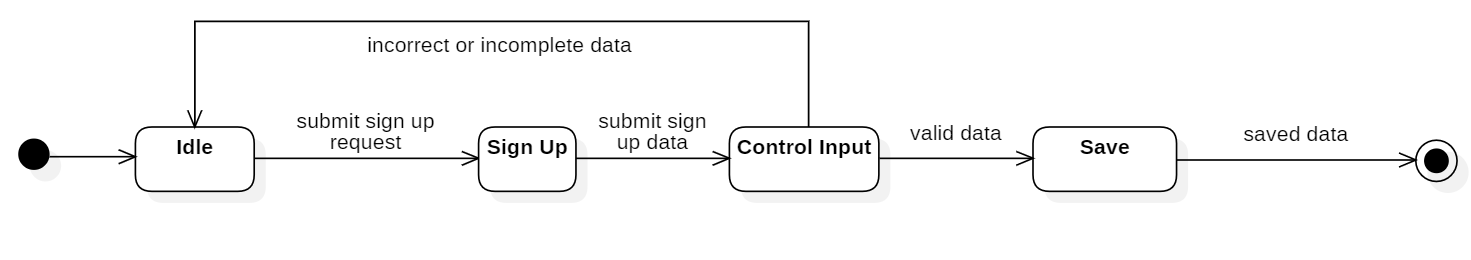 incorrect or incomplete data
submit sign up
request
submit sign
up data
valid data
saved data
Idle
Sign Up
Control Input
Save